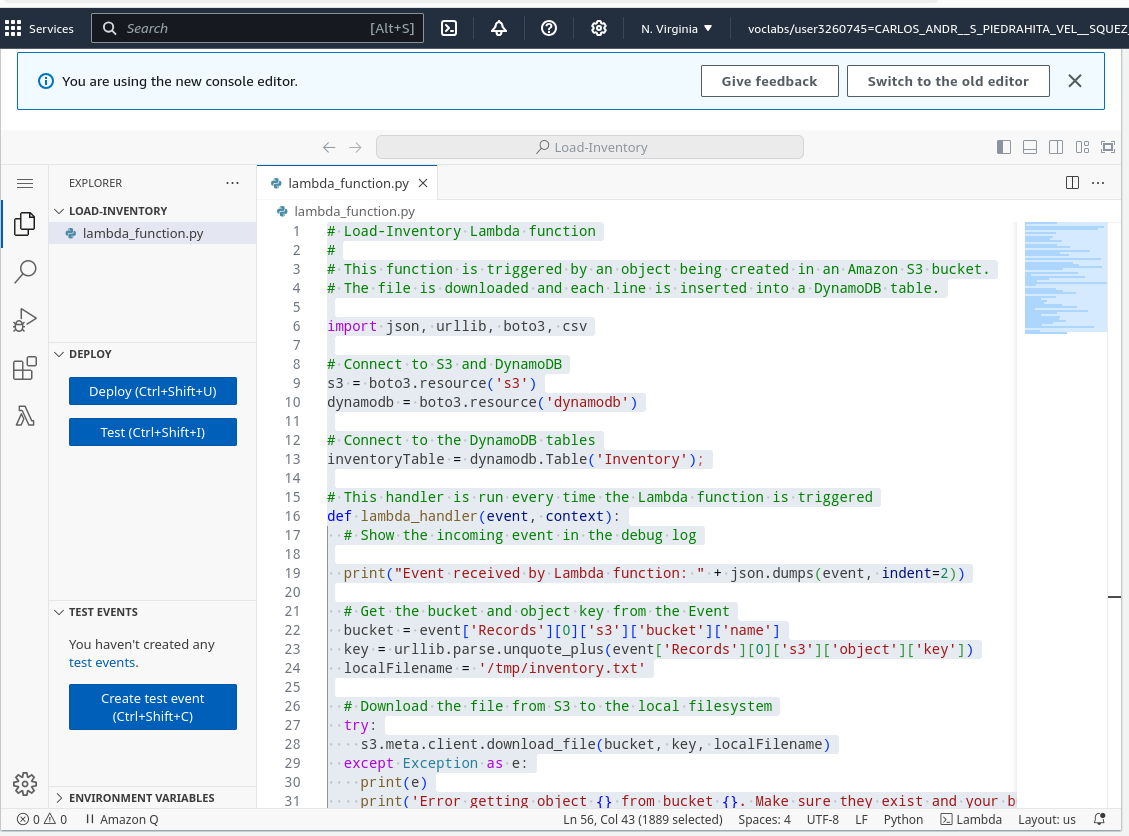 Services
Search [Alt+S]
N. Virginia
voclabs/user3260745=CARLOS_ANDR__S_PIEDRAHITA_VEL__SQUEZ_
You are using the new console editor.
Give feedback
Switch to the old editor
Load-Inventory
EXPLORER
LOAD-INVENTORY
lambda_function.py
DEPLOY
Deploy (Ctrl+Shift+U)
Test (Ctrl+Shift+I)
TEST EVENTS
You haven't created any
test events.
Create test event
(Ctrl+Shift+C)
ENVIRONMENT VARIABLES
lambda_function.py
lambda_function.py
1 # Load-Inventory Lambda function
2 #
3 # This function is triggered by an object being created in an Amazon S3 bucket.
4 # The file is downloaded and each line is inserted into a DynamoDB table.
5
6 import json, urllib, boto3, csv
7
8 # Connect to S3 and DynamoDB
9 s3 = boto3.resource('s3')
10 dynamodb = boto3.resource('dynamodb')
11
12 # Connect to the DynamoDB tables
13 inventoryTable = dynamodb.Table('Inventory');
14
15 # This handler is run every time the Lambda function is triggered
16 def lambda_handler(event, context):
17 # Show the incoming event in the debug log
18
19 print("Event received by Lambda function: " + json.dumps(event, indent=2))
20
21 # Get the bucket and object key from the Event
22 bucket = event['Records'][0]['s3']['bucket']['name']
23 key = urllib.parse.unquote_plus(event['Records'][0]['s3']['object']['key'])
24 localFilename = '/tmp/inventory.txt'
25
26 # Download the file from S3 to the local filesystem
27 try:
28 s3.meta.client.download_file(bucket, key, localFilename)
29 except Exception as e:
30 print(e)
31 print('Error getting object {} from bucket {}. Make sure they exist and your b
0 0 Amazon Q
Ln 56, Col 43 (1889 selected) Spaces: 4 UTF-8 LF Python Lambda Layout: us